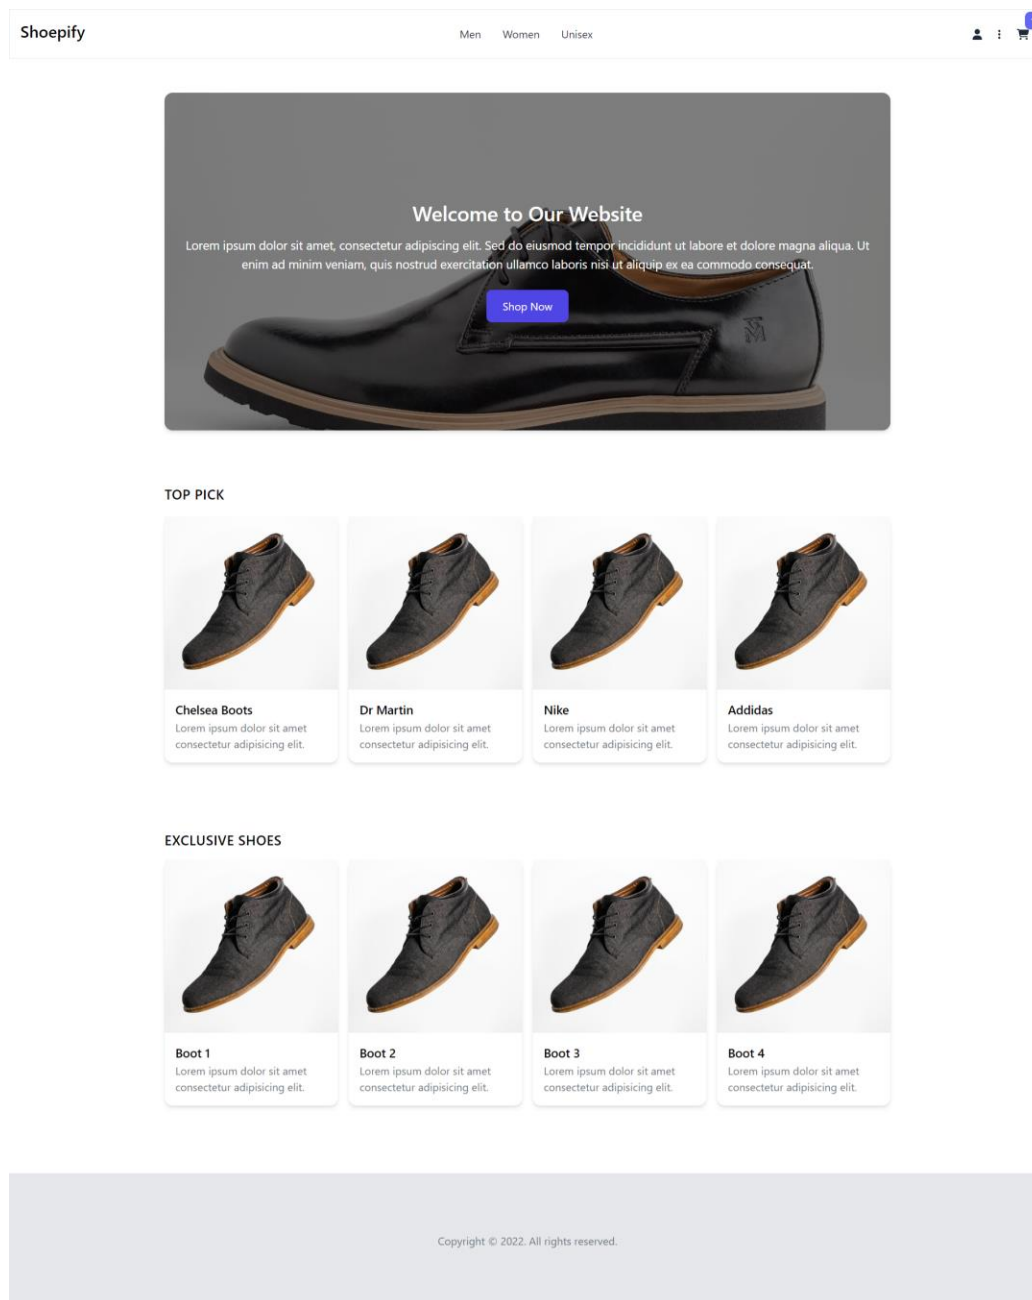 Shoepify
Men Women Unisex
Welcome to Our Website
Lorem ipsum dolor sit amet, consectetur adipiscing elit. Sed do eiusmod tempor incididunt ut labore et dolore magna aliqua. Ut
enim ad minim veniam, quis nostrud exercitation ullamco laboris nisi ut aliquip ex ea commodo consequat.
Shop Now
TOP PICK
Chelsea Boots
Lorem ipsum dolor sit amet
consectetur adipisicing elit.
Dr Martin
Lorem ipsum dolor sit amet
consectetur adipisicing elit.
Nike
Lorem ipsum dolor sit amet
consectetur adipisicing elit.
Addidas
Lorem ipsum dolor sit amet
consectetur adipisicing elit.
EXCLUSIVE SHOES
Boot 1
Lorem ipsum dolor sit amet
consectetur adipisicing elit.
Boot 2
Lorem ipsum dolor sit amet
consectetur adipisicing elit.
Boot 3
Lorem ipsum dolor sit amet
consectetur adipisicing elit.
Boot 4
Lorem ipsum dolor sit amet
consectetur adipisicing elit.
Copyright © 2022. All rights reserved.